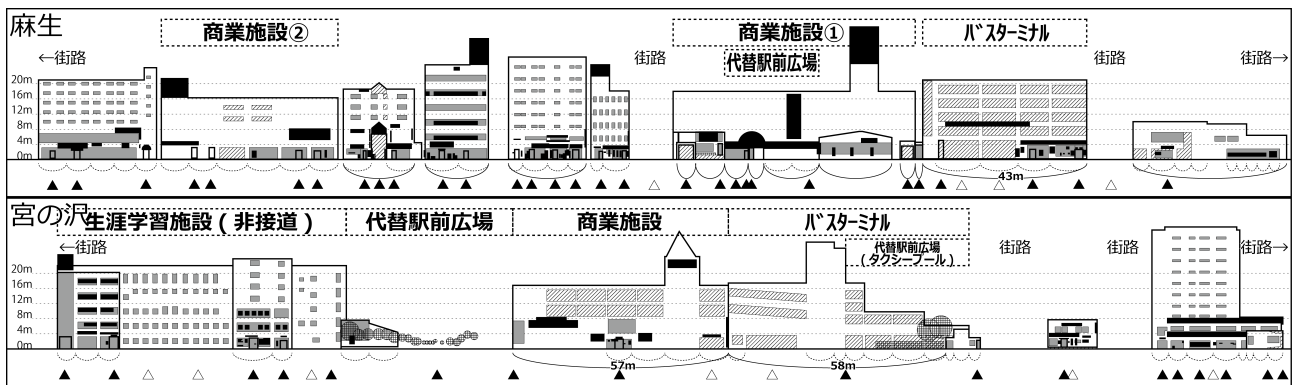 麻生
商業施設②
商業施設①
バスターミナル
代替駅前広場
←街路
街路
街路
街路→
20m
16m
12m
8m
4m
0m
43m
宮の沢
生涯学習施設(非接道)
代替駅前広場
商業施設
バスターミナル
代替駅前広場
(タクシープール)
←街路
街路
街路
街路→
20m
16m
12m
8m
4m
0m
57m
58m